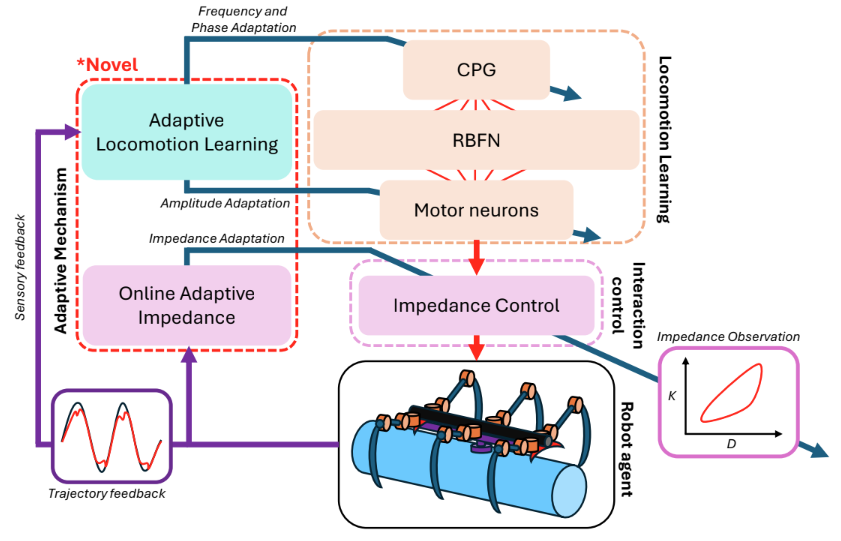 Frequency and
Phase Adaptation
*Novel
Adaptive
Locomotion Learning
CPG
RBFN
Motor neurons
Locomotion Learning
Amplitude Adaptation
Impedance Adaptation
Adaptive Mechanism
Sensory feedback
Online Adaptive
Impedance
Impedance Control
Interaction
control
Impedance Observation
K
D
Robot agent
Trajectory feedback